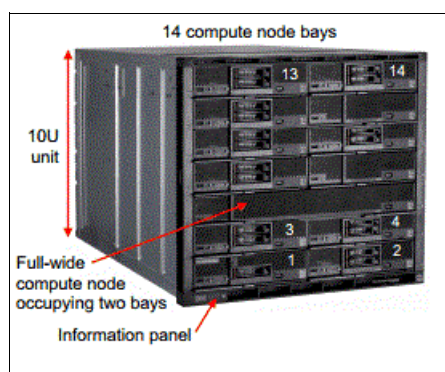 14 compute node bays
13
14
10U
unit
3
4
Full-wide
compute node
occupying two bays
1
2
Information panel